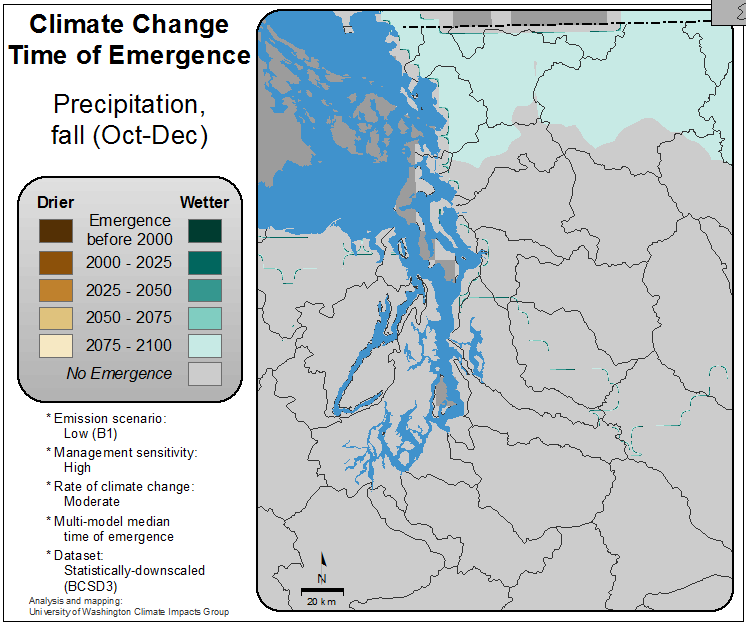 Climate Change
Time of Emergence
Precipitation,
fall (Oct-Dec)
Drier Wetter
Emergence
before 2000
2000 - 2025
2025 - 2050
2050 - 2075
2075 - 2100
No Emergence
* Emission scenario:
Low (B1)
* Management sensitivity:
High
* Rate of climate change:
Moderate
* Multi-model median
time of emergence
* Dataset:
Statistically-downscaled
(BCSD3)
Analysis and mapping:
University of Washington Climate Impacts Group
N
20 km